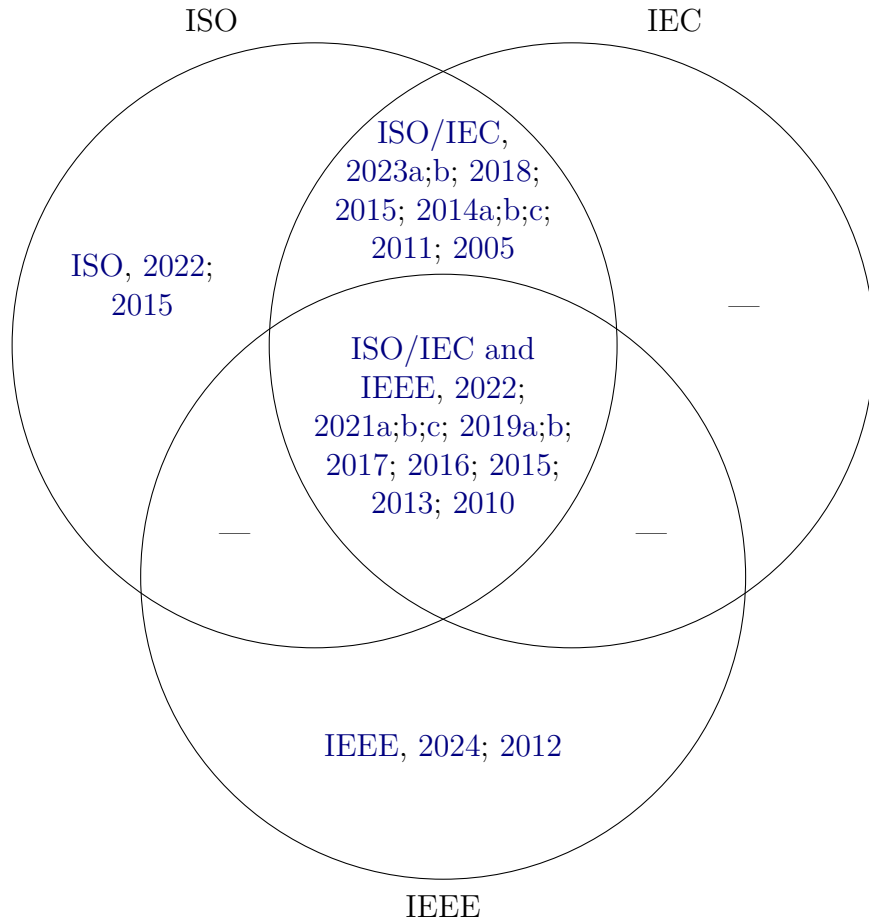 ISO
IEC
ISO/IEC,
2023a;b; 2018;
2015; 2014a;b;c;
2011; 2005
ISO, 2022;
2015
—
ISO/IEC and
IEEE, 2022;
2021a;b;c; 2019a;b;
2017; 2016; 2015;
2013; 2010
—
—
IEEE, 2024; 2012
IEEE